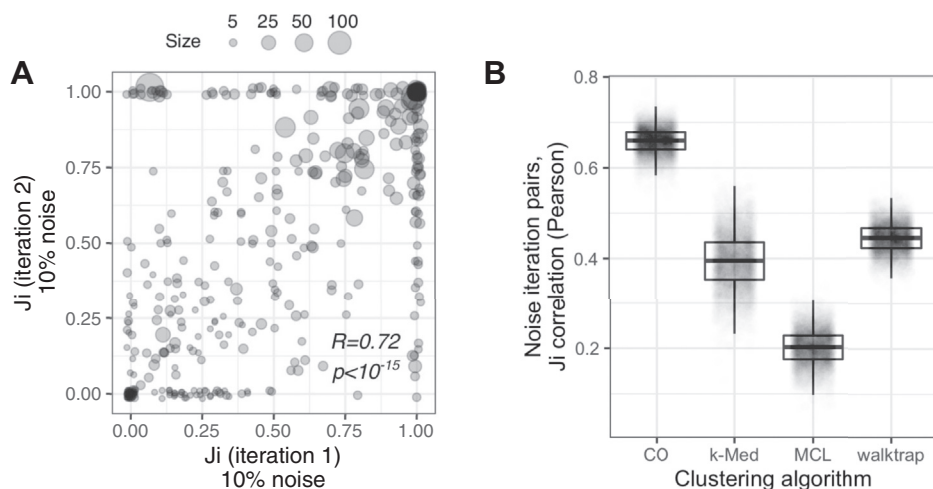 5 25 50 100
Size
A
1.00
0.75
0.50
0.25
0.00
Ji (iteration 2)
10% noise
R=0.72
p<10⁻¹⁵
0.00 0.25 0.50 0.75 1.00
Ji (iteration 1)
10% noise
B
0.8
0.6
0.4
0.2
Noise iteration pairs,
Ji correlation (Pearson)
CO k-Med MCL walktrap
Clustering algorithm